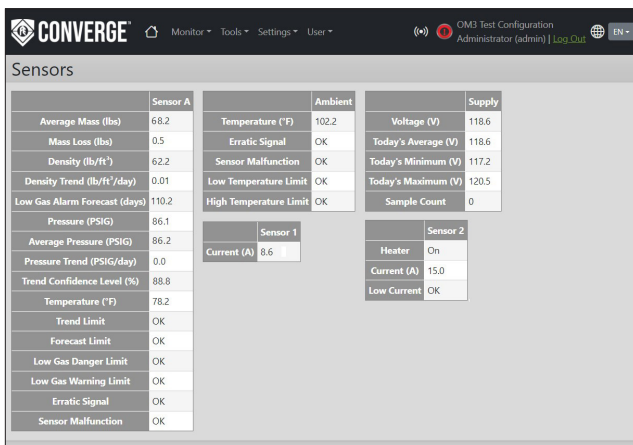 CONVERGE® Monitor Tools Settings User
OM3 Test Configuration
Administrator (admin) | Log Out EN
Sensors
Sensor A
Average Mass (lbs) 68.2
Mass Loss (lbs) 0.5
Density (lb/ft³) 62.2
Density Trend (lb/ft³/day) 0.01
Low Gas Alarm Forecast (days) 110.2
Pressure (PSIG) 86.1
Average Pressure (PSIG) 86.2
Pressure Trend (PSIG/day) 0.0
Trend Confidence Level (%) 88.8
Temperature (°F) 78.2
Trend Limit OK
Forecast Limit OK
Low Gas Danger Limit OK
Low Gas Warning Limit OK
Erratic Signal OK
Sensor Malfunction OK
Ambient
Temperature (°F) 102.2
Erratic Signal OK
Sensor Malfunction OK
Low Temperature Limit OK
High Temperature Limit OK
Sensor 1
Current (A) 8.6
Supply
Voltage (V) 118.6
Today's Average (V) 118.6
Today's Minimum (V) 117.2
Today's Maximum (V) 120.5
Sample Count 0
Sensor 2
Heater On
Current (A) 15.0
Low Current OK